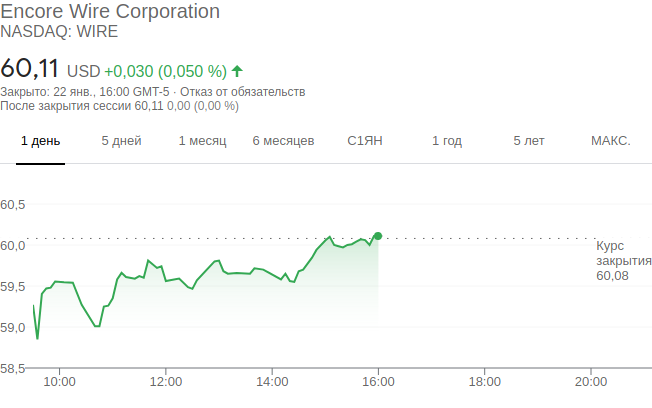 Encore Wire Corporation
NASDAQ: WIRE
60,11 USD +0,030 (0,050 %)
Закрыто: 22 янв., 16:00 GMT-5 · Отказ от обязательств
После закрытия сессии 60,11 0,00 (0,00 %)
1 день 5 дней 1 месяц 6 месяцев С1ЯН 1 год 5 лет МАКС.
60,5
60,0
59,5
59,0
58,5
Курс
закрытия
60,08
10:00 12:00 14:00 16:00 18:00 20:00